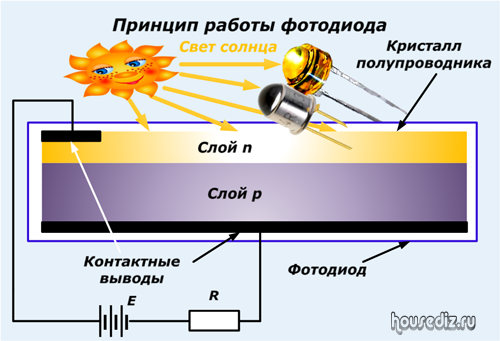 Принцип работы фотодиода
Свет солнца
Кристалл
полупроводника
Слой n
Слой p
Контактные
выводы
Фотодиод
E
R
housediz.ru